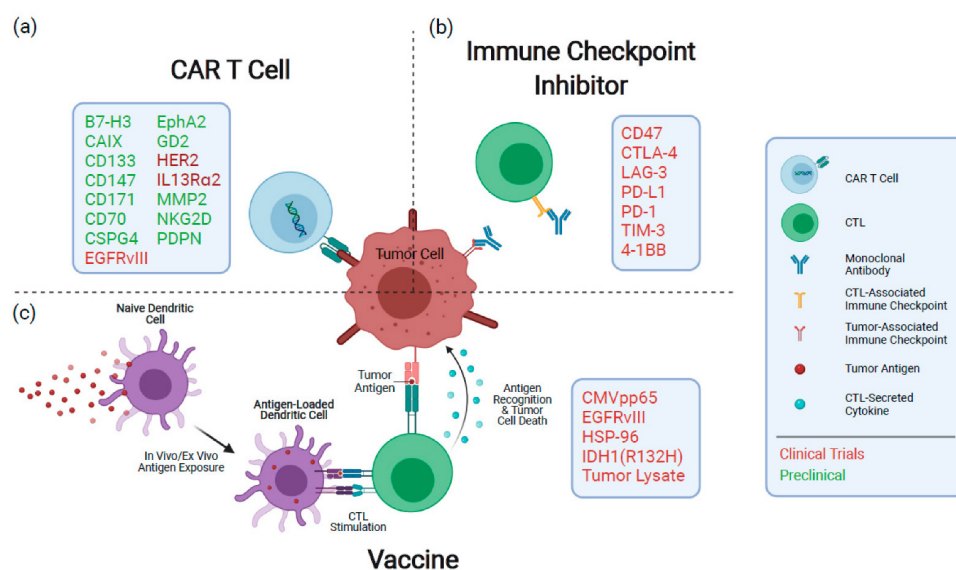 (a)
CAR T Cell
B7-H3 EphA2
CAIX GD2
CD133 HER2
CD147 IL13Rα2
CD171 MMP2
CD70 NKG2D
CSPG4 PDPN
EGFRvIII
(b)
Immune Checkpoint
Inhibitor
CD47
CTLA-4
LAG-3
PD-L1
PD-1
TIM-3
4-1BB
Tumor Cell
(c)
Naive Dendritic
Cell
In Vivo/Ex Vivo
Antigen Exposure
Antigen-Loaded
Dendritic Cell
CTL
Stimulation
Tumor
Antigen
Antigen
Recognition
& Tumor
Cell Death
CMVpp65
EGFRvIII
HSP-96
IDH1(R132H)
Tumor Lysate
Vaccine
CAR T Cell
CTL
Monoclonal
Antibody
CTL-Associated
Immune Checkpoint
Tumor-Associated
Immune Checkpoint
Tumor Antigen
CTL-Secreted
Cytokine
Clinical Trials
Preclinical